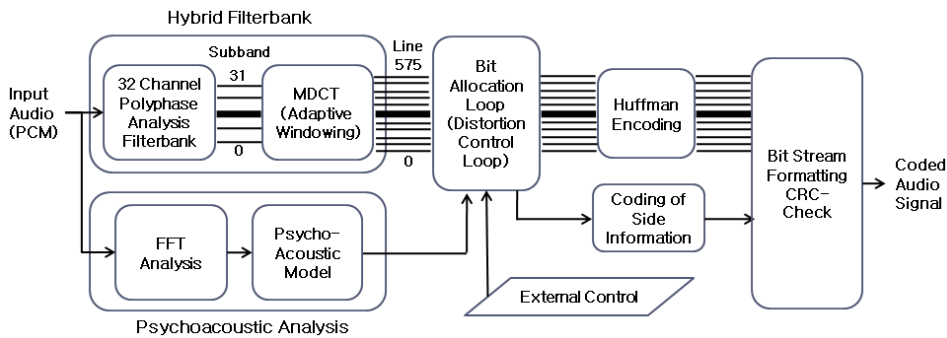 Hybrid Filterbank
Subband
Line
31
575
Input
Audio
(PCM)
32 Channel
Polyphase
Analysis
Filterbank
0
MDCT
(Adaptive
Windowing)
0
Bit
Allocation
Loop
(Distortion
Control
Loop)
Huffman
Encoding
Bit Stream
Formatting
CRC-
Check
Coded
Audio
Signal
FFT
Analysis
Psycho-
Acoustic
Model
Coding of
Side
Information
External Control
Psychoacoustic Analysis